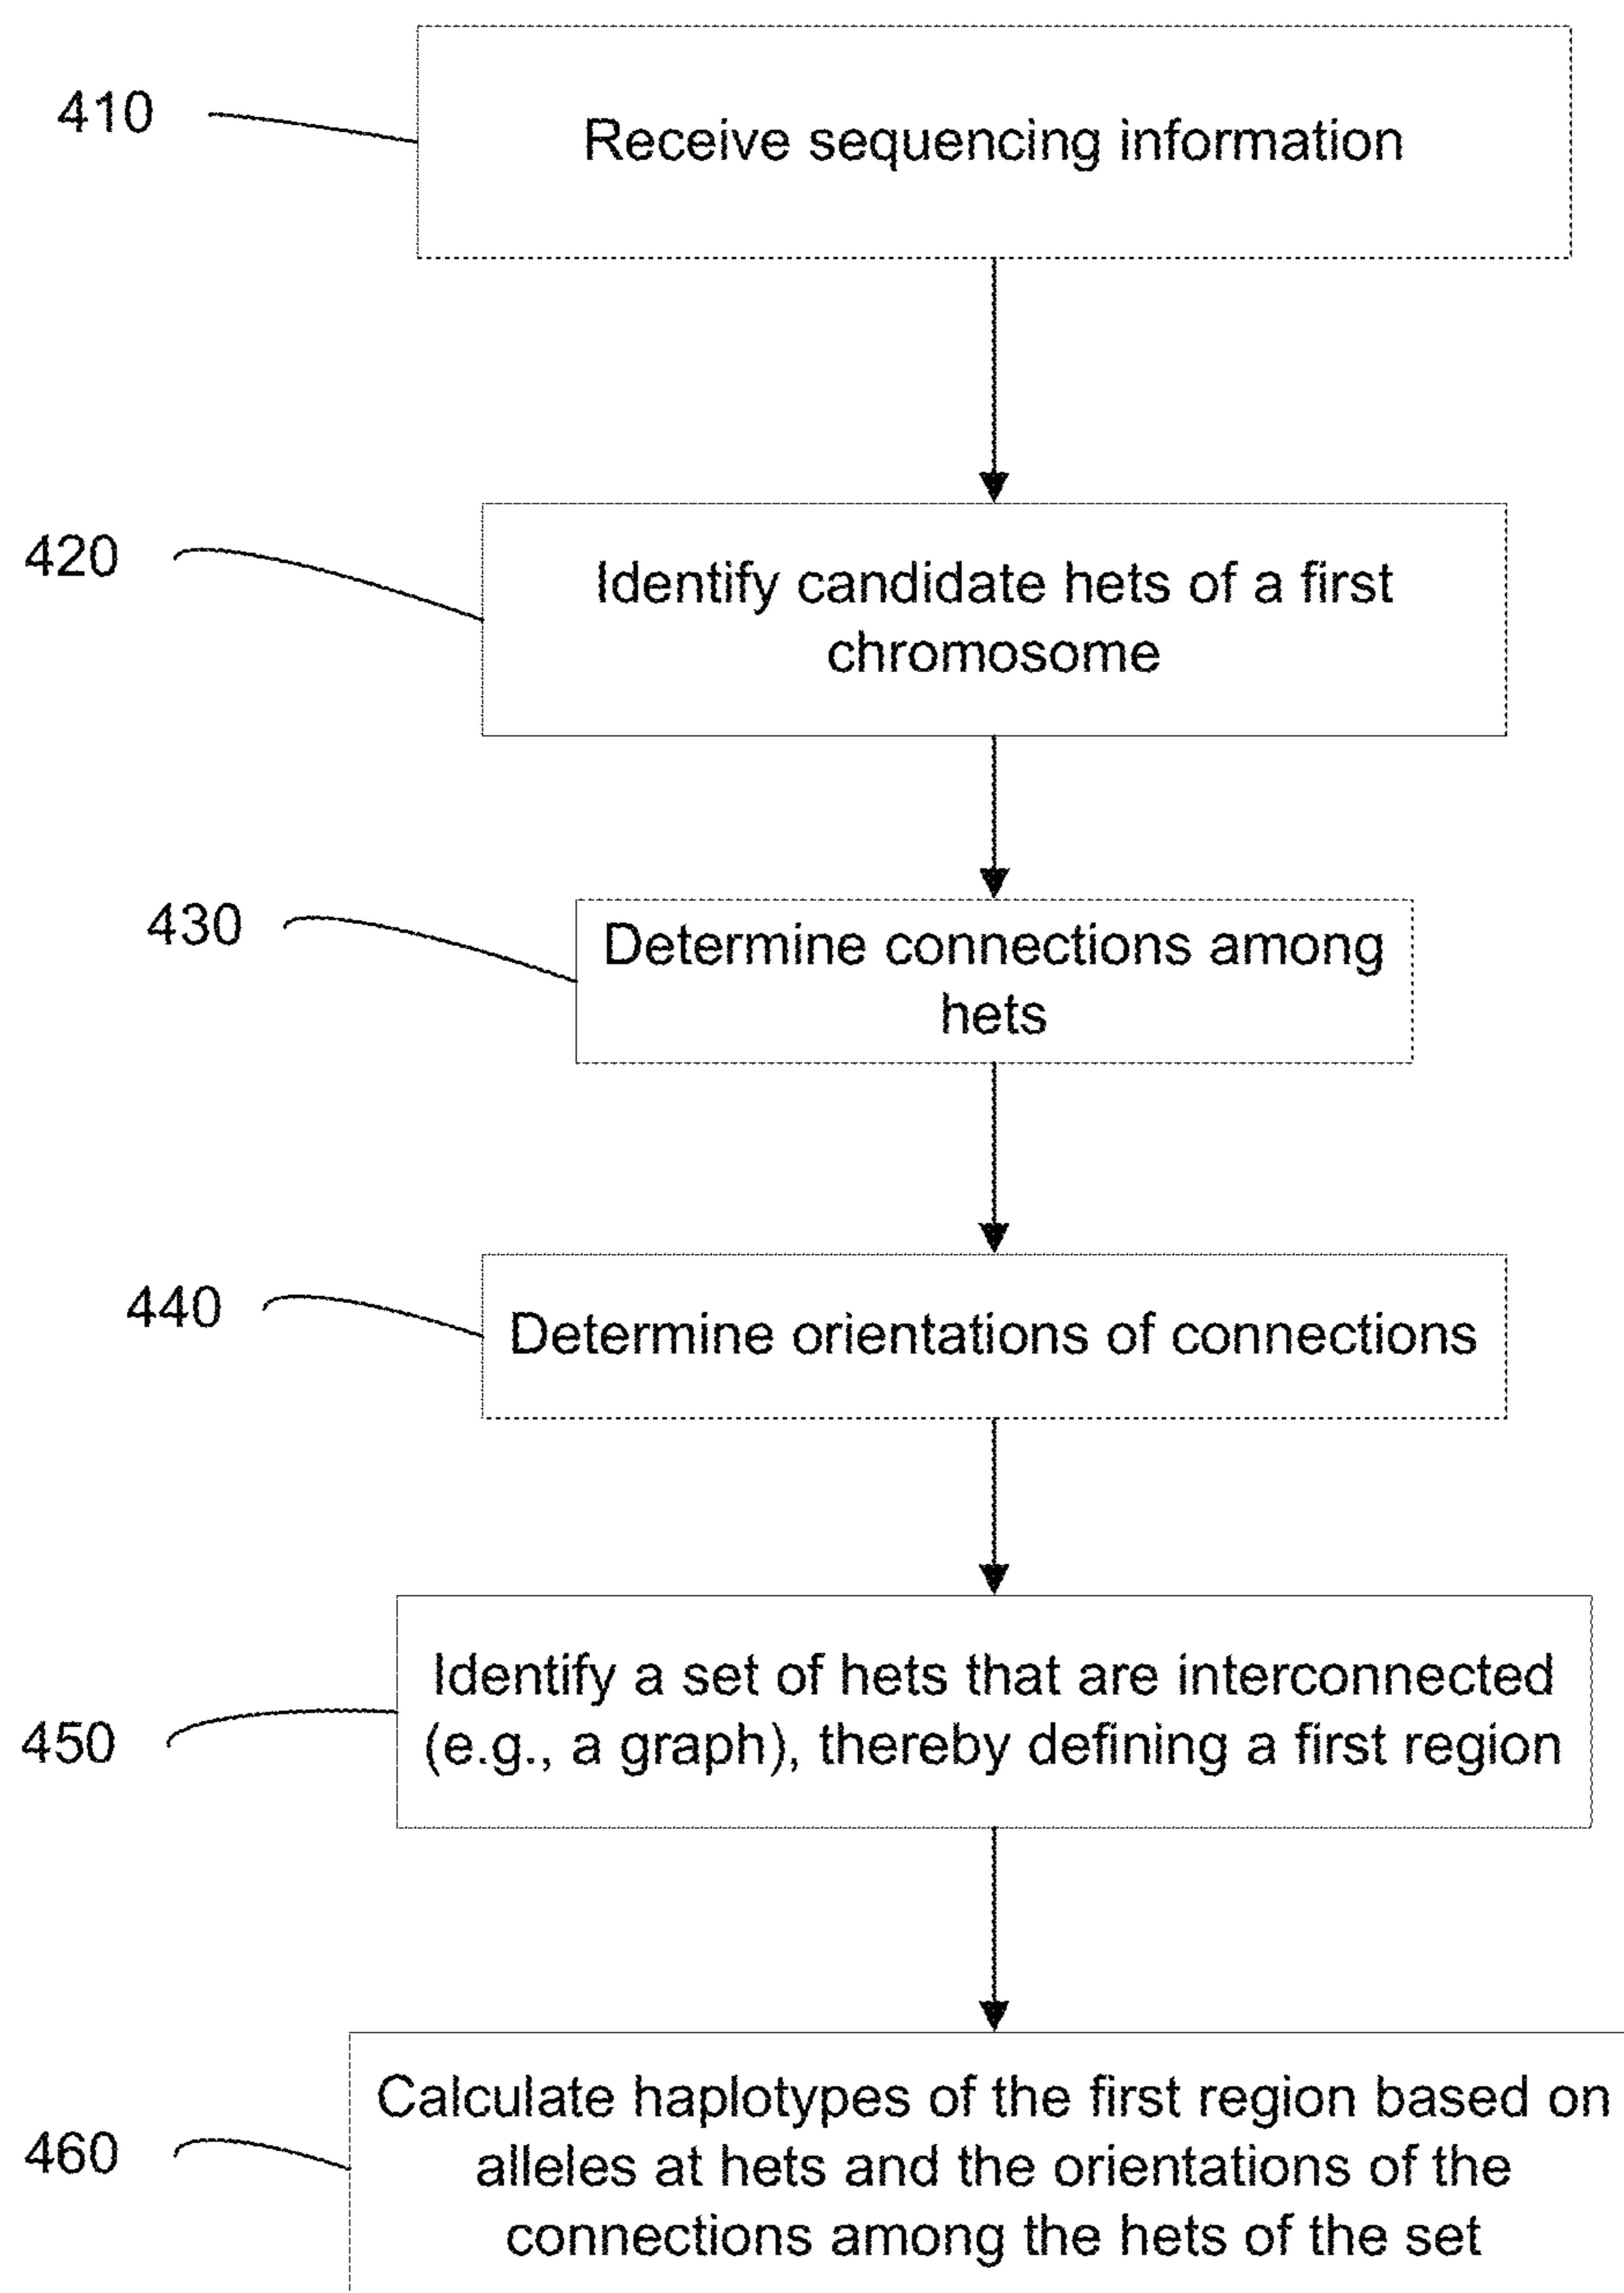 410
Receive sequencing information
420
Identify candidate hets of a first
chromosome
430
Determine connections among
hets
440
Determine orientations of connections
450
Identify a set of hets that are interconnected
(e.g., a graph), thereby defining a first region
460
Calculate haplotypes of the first region based on
alleles at hets and the orientations of the
connections among the hets of the set